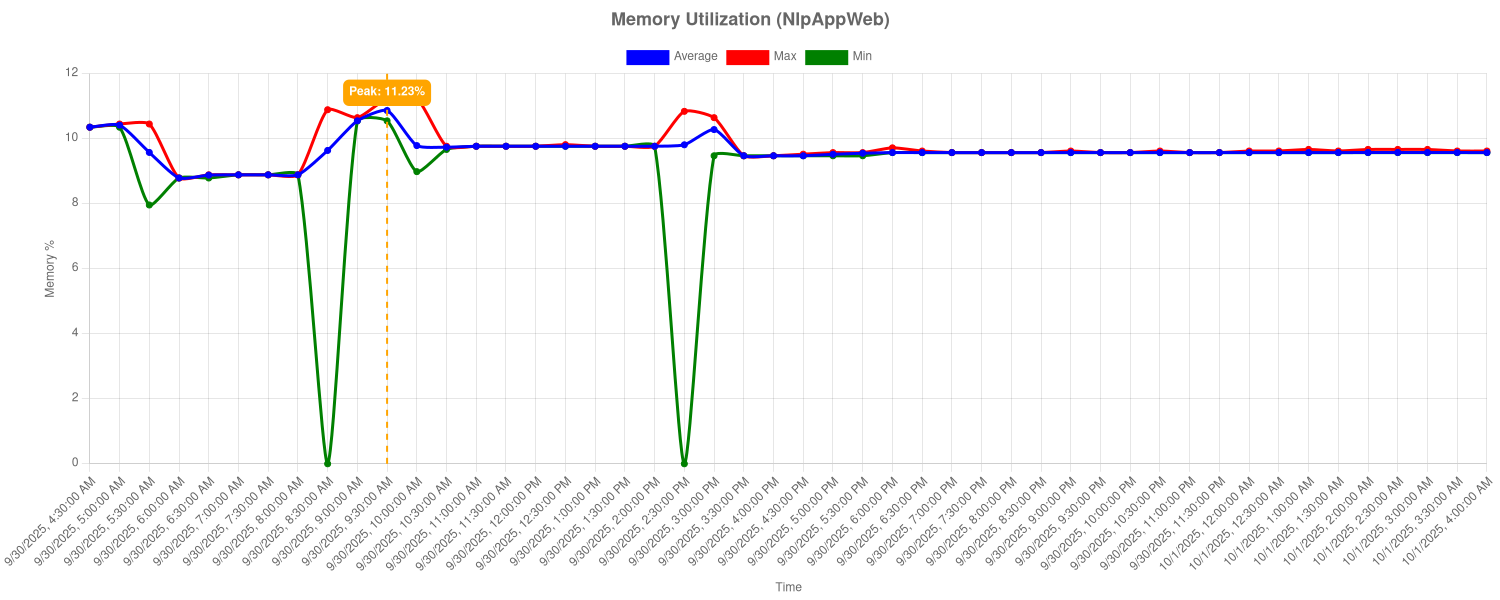 Memory Utilization (NlpAppWeb)
Average Max Min
Peak: 11.23%
12
10
8
6
4
2
0
Memory %
9/30/2025, 4:30:00 AM
9/30/2025, 5:00:00 AM
9/30/2025, 5:30:00 AM
9/30/2025, 6:00:00 AM
9/30/2025, 6:30:00 AM
9/30/2025, 7:00:00 AM
9/30/2025, 7:30:00 AM
9/30/2025, 8:00:00 AM
9/30/2025, 8:30:00 AM
9/30/2025, 9:00:00 AM
9/30/2025, 9:30:00 AM
9/30/2025, 10:00:00 AM
9/30/2025, 10:30:00 AM
9/30/2025, 11:00:00 AM
9/30/2025, 11:30:00 AM
9/30/2025, 12:00:00 PM
9/30/2025, 12:30:00 PM
9/30/2025, 1:00:00 PM
9/30/2025, 1:30:00 PM
9/30/2025, 2:00:00 PM
9/30/2025, 2:30:00 PM
9/30/2025, 3:00:00 PM
9/30/2025, 3:30:00 PM
9/30/2025, 4:00:00 PM
9/30/2025, 4:30:00 PM
9/30/2025, 5:00:00 PM
9/30/2025, 5:30:00 PM
9/30/2025, 6:00:00 PM
9/30/2025, 6:30:00 PM
9/30/2025, 7:00:00 PM
9/30/2025, 7:30:00 PM
9/30/2025, 8:00:00 PM
9/30/2025, 8:30:00 PM
9/30/2025, 9:00:00 PM
9/30/2025, 9:30:00 PM
9/30/2025, 10:00:00 PM
9/30/2025, 10:30:00 PM
9/30/2025, 11:00:00 PM
9/30/2025, 11:30:00 PM
10/1/2025, 12:00:00 AM
10/1/2025, 12:30:00 AM
10/1/2025, 1:00:00 AM
10/1/2025, 1:30:00 AM
10/1/2025, 2:00:00 AM
10/1/2025, 2:30:00 AM
10/1/2025, 3:00:00 AM
10/1/2025, 3:30:00 AM
10/1/2025, 4:00:00 AM
Time